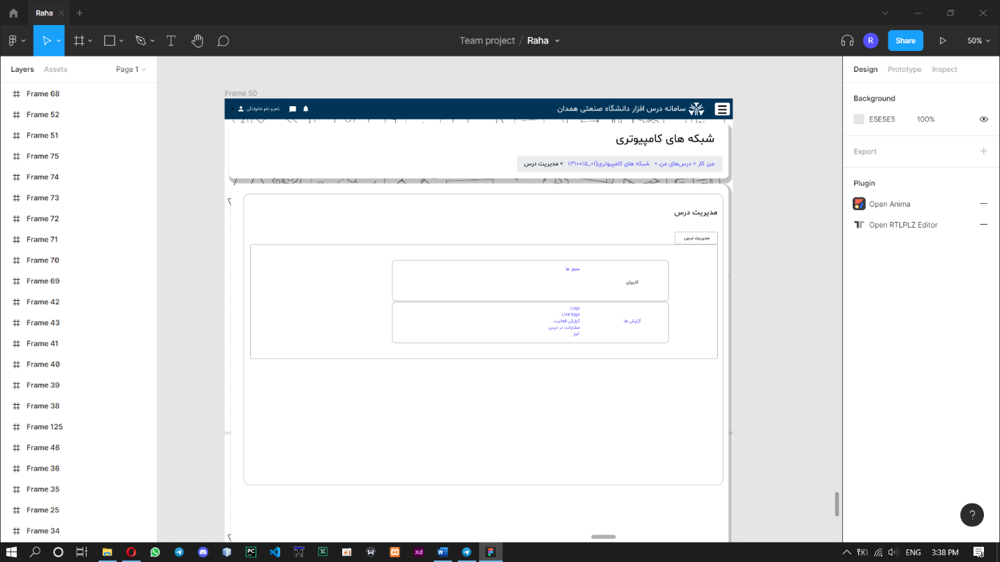 Raha
Team project / Raha
R
Share
50%
Layers
Assets
Page 1
Frame 68
Frame 52
Frame 51
Frame 75
Frame 74
Frame 73
Frame 72
Frame 71
Frame 70
Frame 69
Frame 42
Frame 43
Frame 41
Frame 40
Frame 39
Frame 38
Frame 125
Frame 46
Frame 36
Frame 35
Frame 25
Frame 34
Frame 50
سامانه درس افزار دانشگاه صنعتی همدان
نام و نام خانوادگی
شبکه های کامپیوتری
میز کار > درس‌های من > شبکه های کامپیوتری(۰۱_۱۳۱۰۰۱۵ > مدیریت درس
مدیریت درس
مدیریت درس
مجوز ها
کاربران
گزارش ها
Logs
Live logs
گزارش فعالیت
مشارکت در درس
آمار
Design
Prototype
Inspect
Background
E5E5E5
100%
Export
Plugin
Open Anima
Open RTLPLZ Editor
?
PC
Xd
W
ENG
3:38 PM